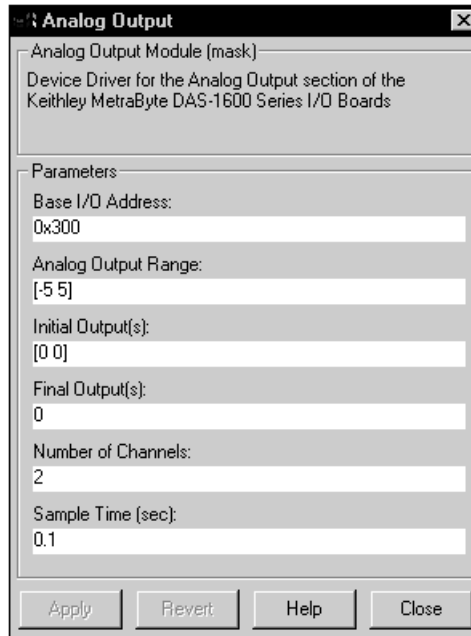 Analog Output
Analog Output Module (mask)
Device Driver for the Analog Output section of the
Keithley MetraByte DAS-1600 Series I/O Boards
Parameters
Base I/O Address:
0x300
Analog Output Range:
[-5 5]
Initial Output(s):
[0 0]
Final Output(s):
0
Number of Channels:
2
Sample Time (sec):
0.1
Apply Revert Help Close